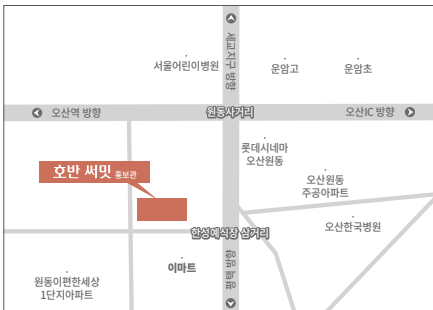 세교지구 방향
서울어린이병원
운암고
운암초
오산역 방향
원동사거리
오산IC 방향
롯데시네마
오산원동
호반 써밋 홍보관
오산원동
주공아파트
한성예식장 삼거리
오산한국병원
이마트
원동이편한세상
1단지아파트